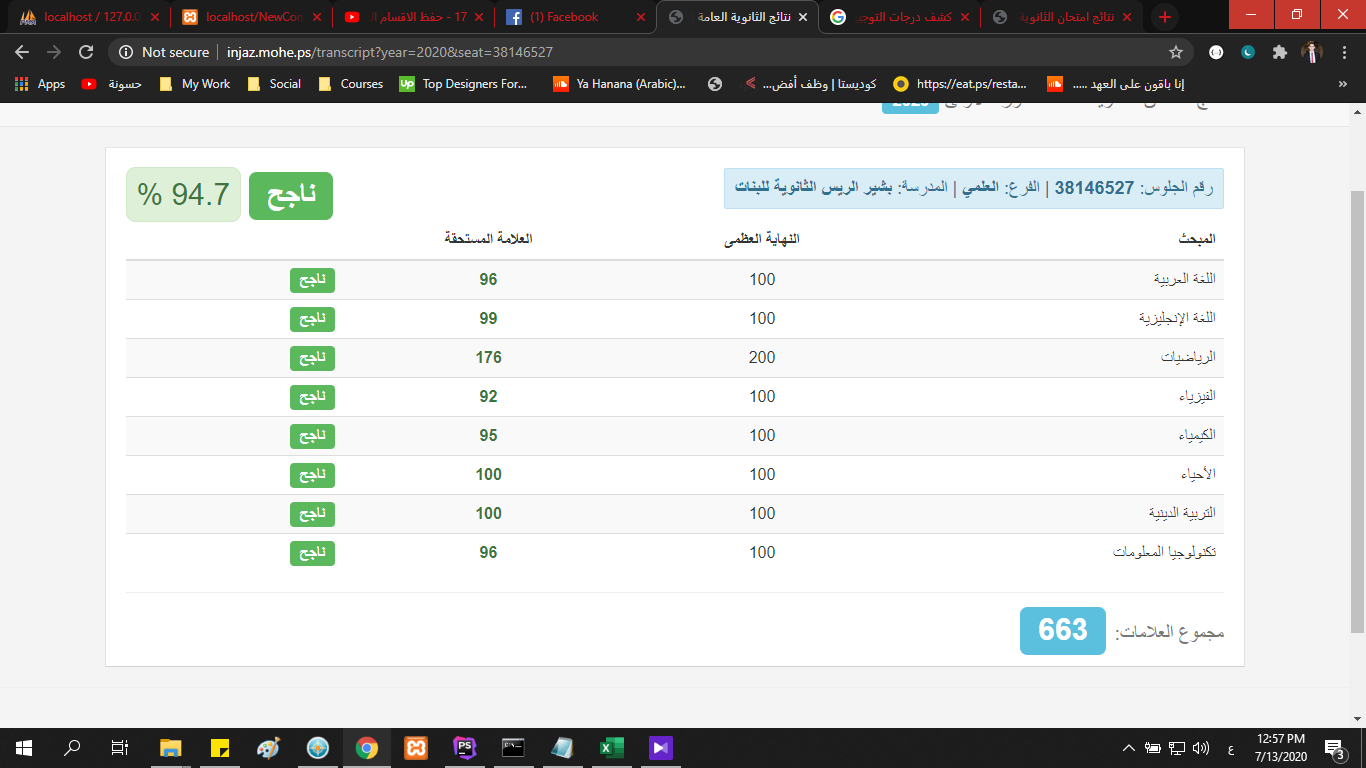 localhost / 127.0.0
localhost/NewCon
17 - حفظ الاقسام ال
(1) Facebook
نتائج الثانوية العامة
كشف درجات التوجي
نتائج امتحان الثانوية
Not secure
injaz.mohe.ps/transcript?year=2020&seat=38146527
Apps
حسونة
My Work
Social
Courses
Up
Top Designers For...
Ya Hanana (Arabic)...
كوديستا | وظف أفض...
https://eat.ps/resta...
إنا باقون على العهد .....
رقم الجلوس: 38146527 | الفرع: العلمي | المدرسة: بشير الريس الثانوية للبنات
ناجح
94.7 %
المبحث النهاية العظمى العلامة المستحقة
اللغة العربية 100 96 ناجح
اللغة الإنجليزية 100 99 ناجح
الرياضيات 200 176 ناجح
الفيزياء 100 92 ناجح
الكيمياء 100 95 ناجح
الأحياء 100 100 ناجح
التربية الدينية 100 100 ناجح
تكنولوجيا المعلومات 100 96 ناجح
مجموع العلامات: 663
PS
ع
12:57 PM
7/13/2020
3